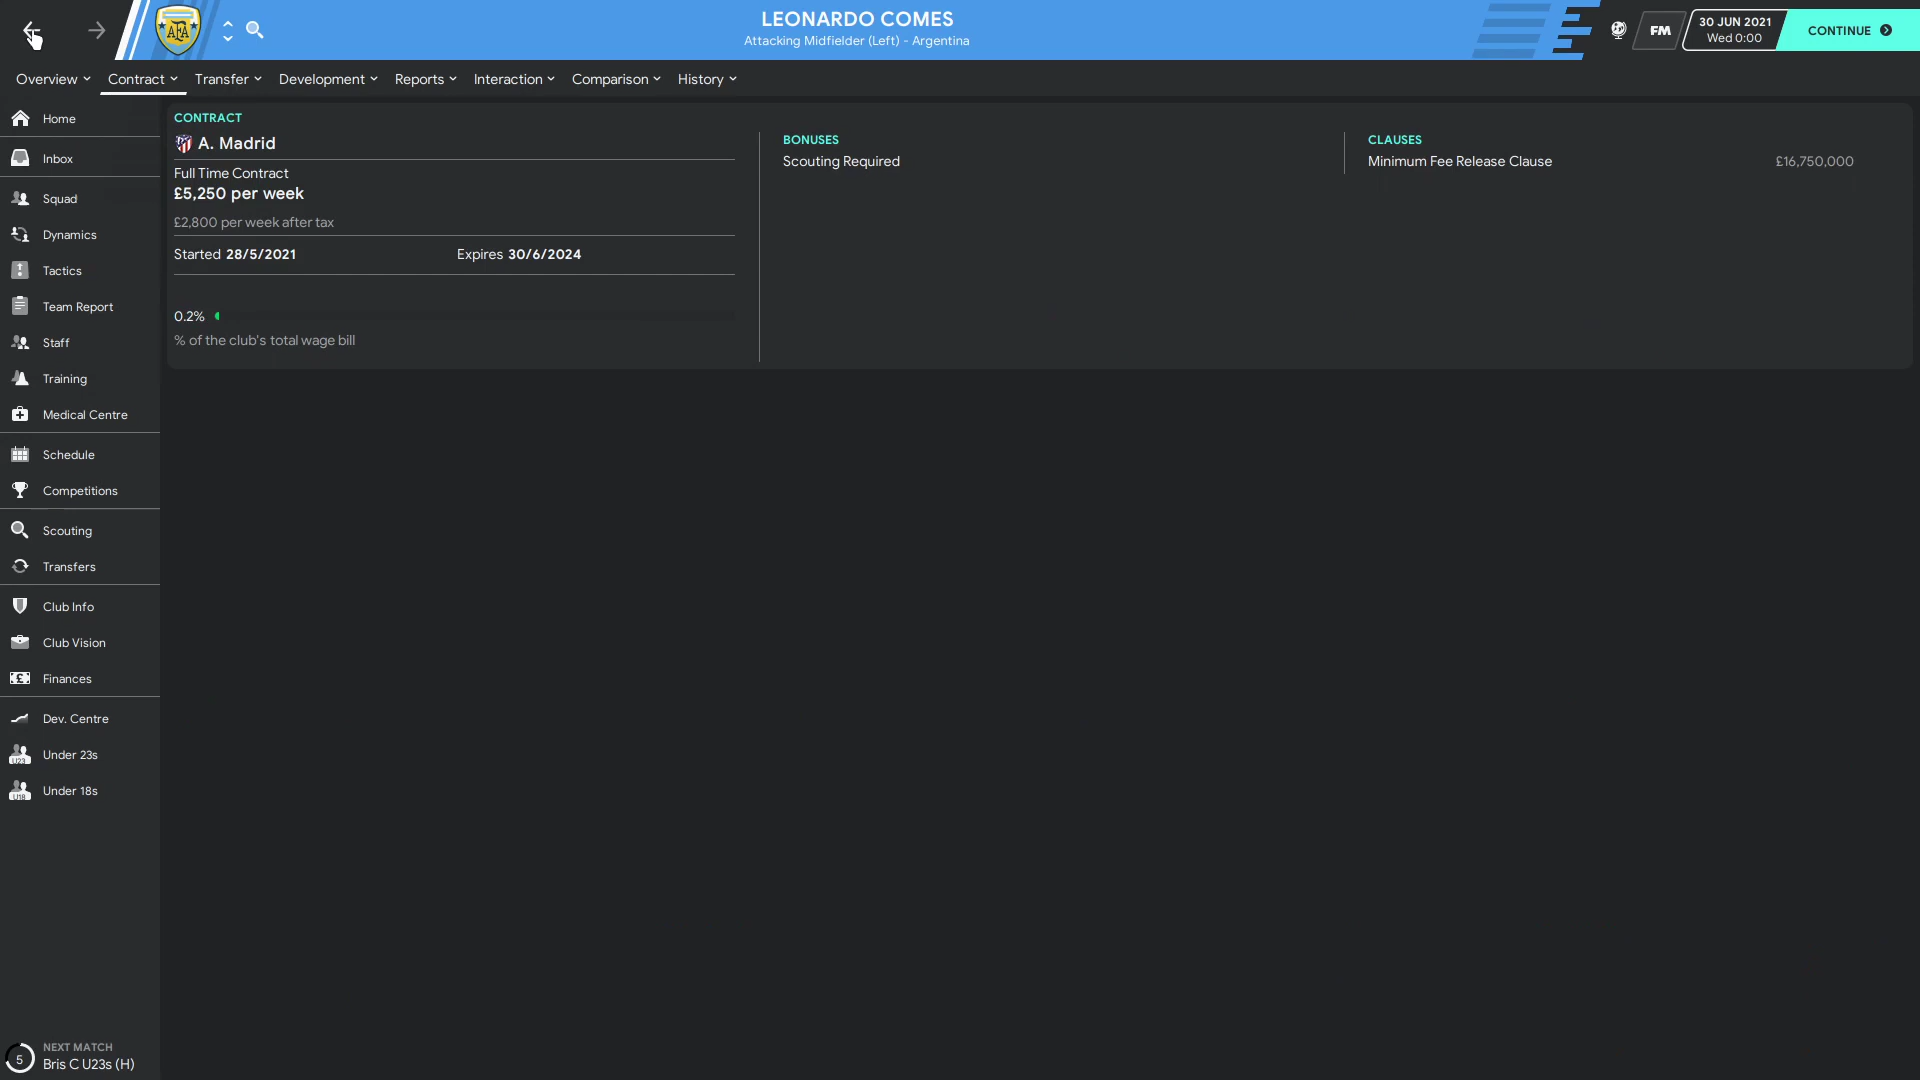 LEONARDO COMES
Attacking Midfielder (Left) - Argentina
AFA
FM
30 JUN 2021
Wed 0:00
CONTINUE
Overview Contract Transfer Development Reports Interaction Comparison History
Home
Inbox
Squad
Dynamics
Tactics
Team Report
Staff
Training
Medical Centre
Schedule
Competitions
Scouting
Transfers
Club Info
Club Vision
Finances
Dev. Centre
U23
Under 23s
U18
Under 18s
5
NEXT MATCH
Bris C U23s (H)
CONTRACT
A. Madrid
Full Time Contract
£5,250 per week
£2,800 per week after tax
Started 28/5/2021 Expires 30/6/2024
0.2%
% of the club's total wage bill
BONUSES
Scouting Required
CLAUSES
Minimum Fee Release Clause £16,750,000